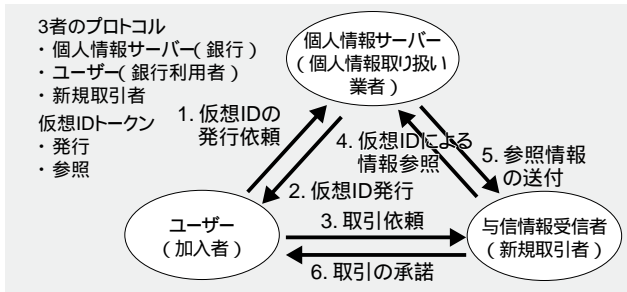 3者のプロトコル
・個人情報サーバー（銀行）
・ユーザー（銀行利用者）
・新規取引者
仮想IDトークン
・発行
・参照
個人情報サーバー
（個人情報取り扱い
業者）
1. 仮想IDの
発行依頼
2. 仮想ID発行
4. 仮想IDによる
情報参照
5. 参照情報
の送付
ユーザー
（加入者）
3. 取引依頼
6. 取引の承諾
与信情報受信者
（新規取引者）